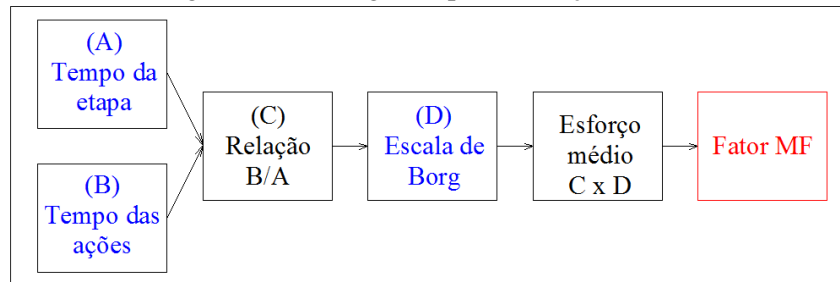 (A)
Tempo da
etapa
(B)
Tempo das
ações
(C)
Relação
B/A
(D)
Escala de
Borg
Esforço
médio
C x D
Fator MF